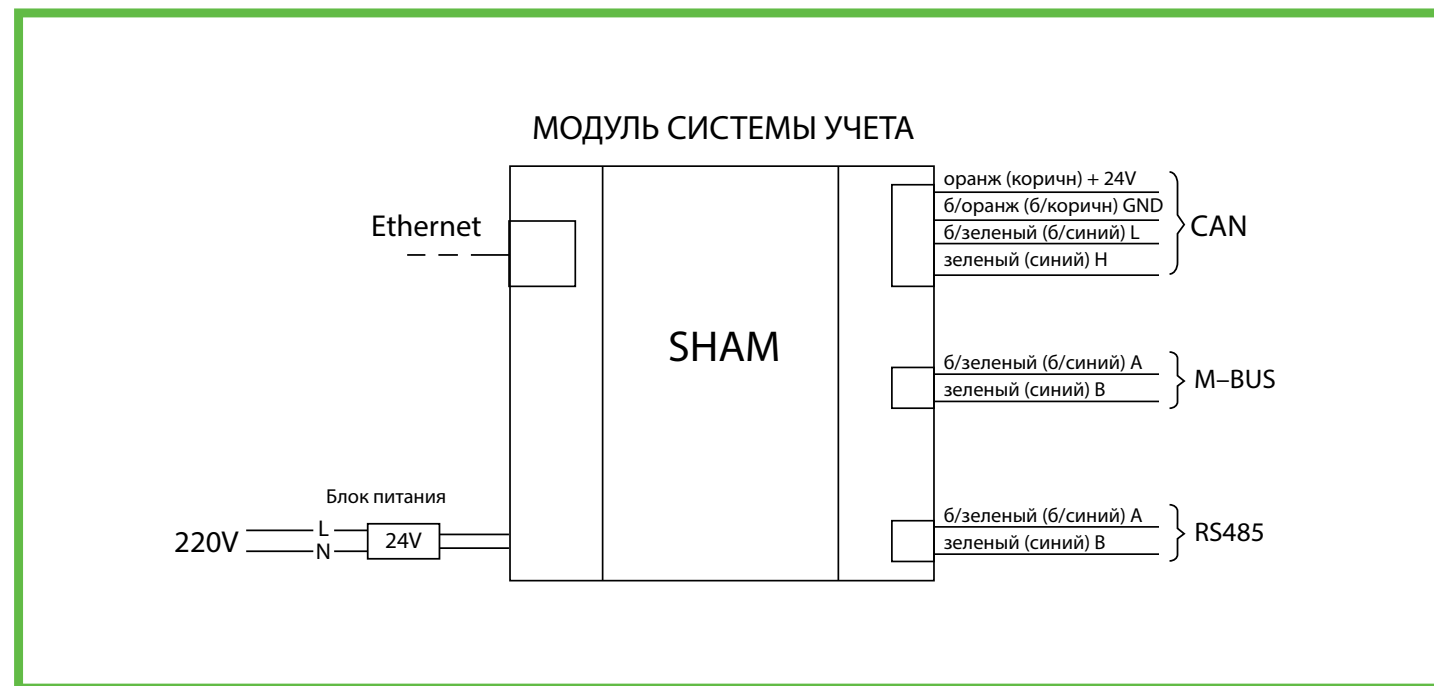 МОДУЛЬ СИСТЕМЫ УЧЕТА
Ethernet
SHAM
оранж (коричн) + 24V
б/оранж (б/коричн) GND
б/зеленый (б/синий) L
зеленый (синий) H
CAN
б/зеленый (б/синий) A
зеленый (синий) B
M–BUS
Блок питания
220V
L
N
24V
б/зеленый (б/синий) A
зеленый (синий) B
RS485